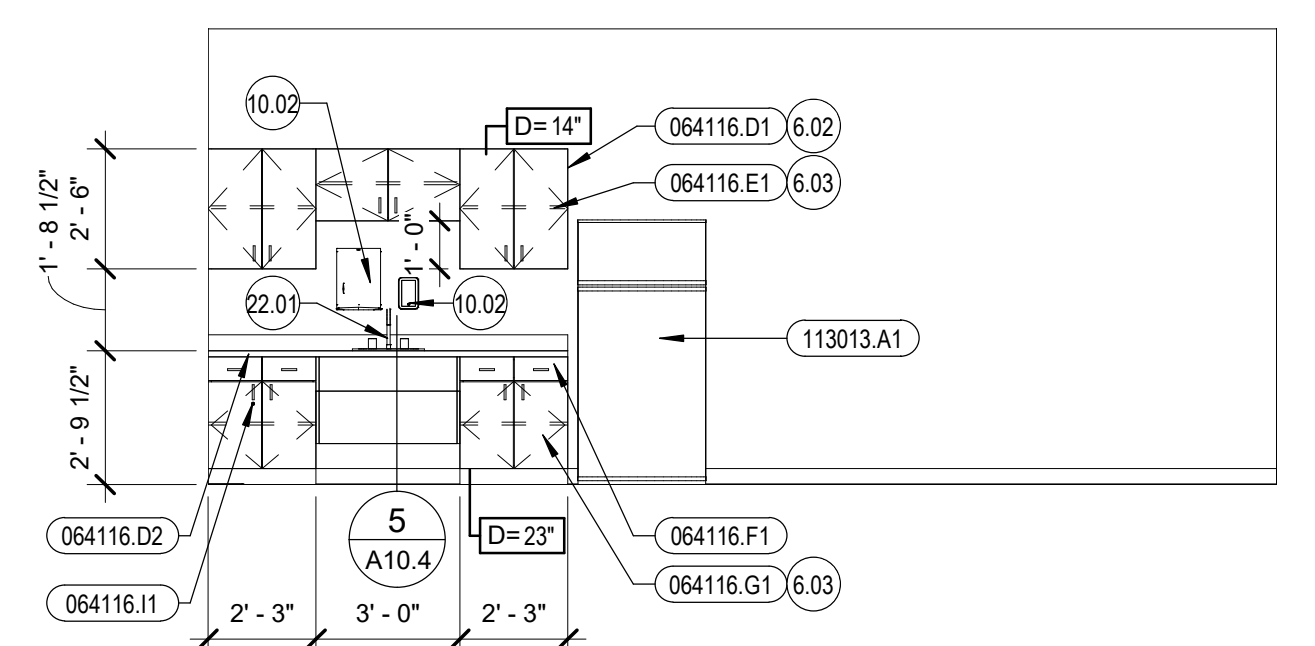 10.02
D= 14"
064116.D1 6.02
064116.E1 6.03
1' - 8 1/2"
2' - 6"
1' - 0"
22.01
10.02
113013.A1
2' - 9 1/2"
064116.D2
5
A10.4
D= 23"
064116.F1
064116.I1
064116.G1 6.03
2' - 3"
3' - 0"
2' - 3"